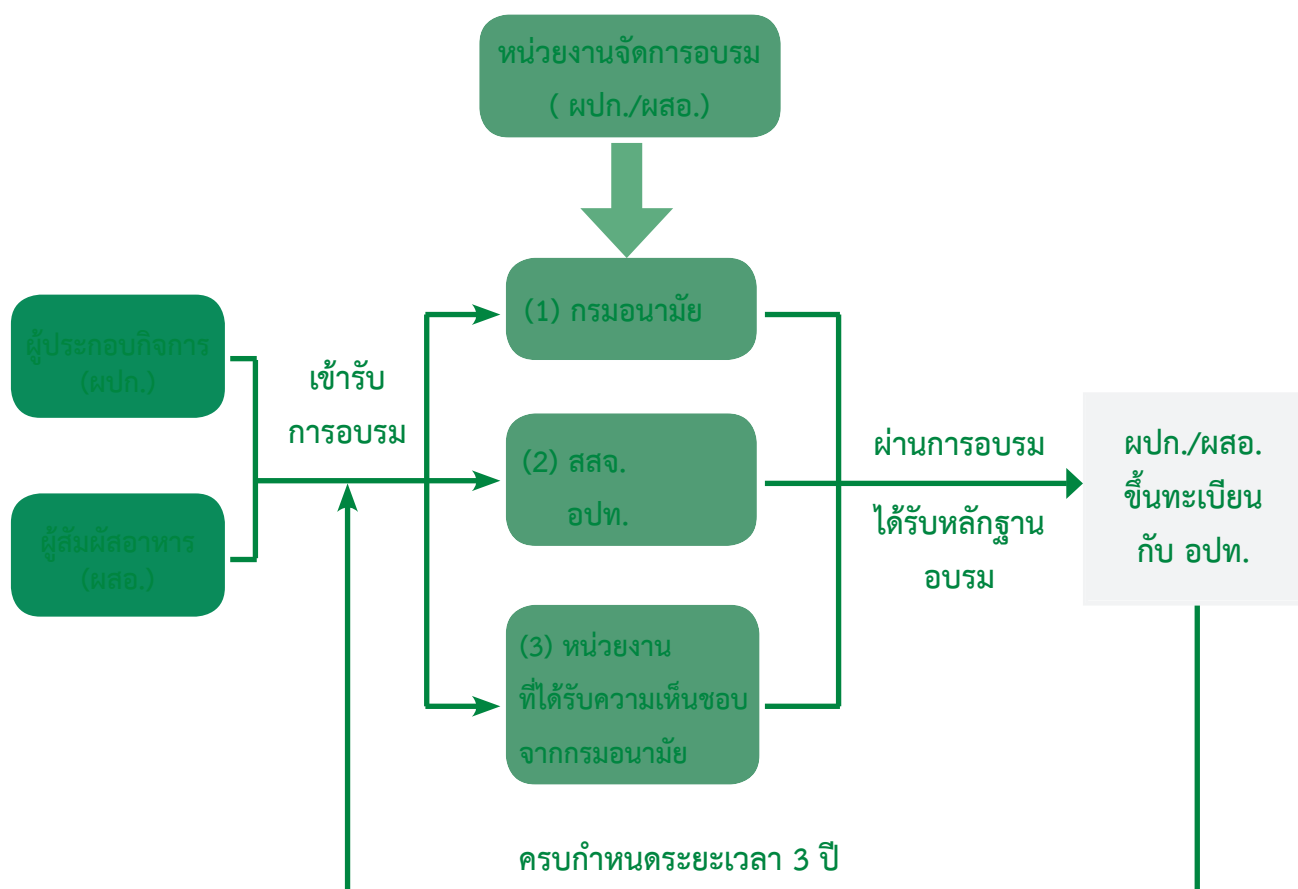 หน่วยงานจัดการอบรม
( ผปก./ผสอ.)
ผู้ประกอบกิจการ
(ผปก.)
ผู้สัมผัสอาหาร
(ผสอ.)
เข้ารับ
การอบรม
(1) กรมอนามัย
(2) สสจ.
อปท.
(3) หน่วยงาน
ที่ได้รับความเห็นชอบ
จากกรมอนามัย
ผ่านการอบรม
ได้รับหลักฐาน
อบรม
ผปก./ผสอ.
ขึ้นทะเบียน
กับ อปท.
ครบกำหนดระยะเวลา 3 ปี